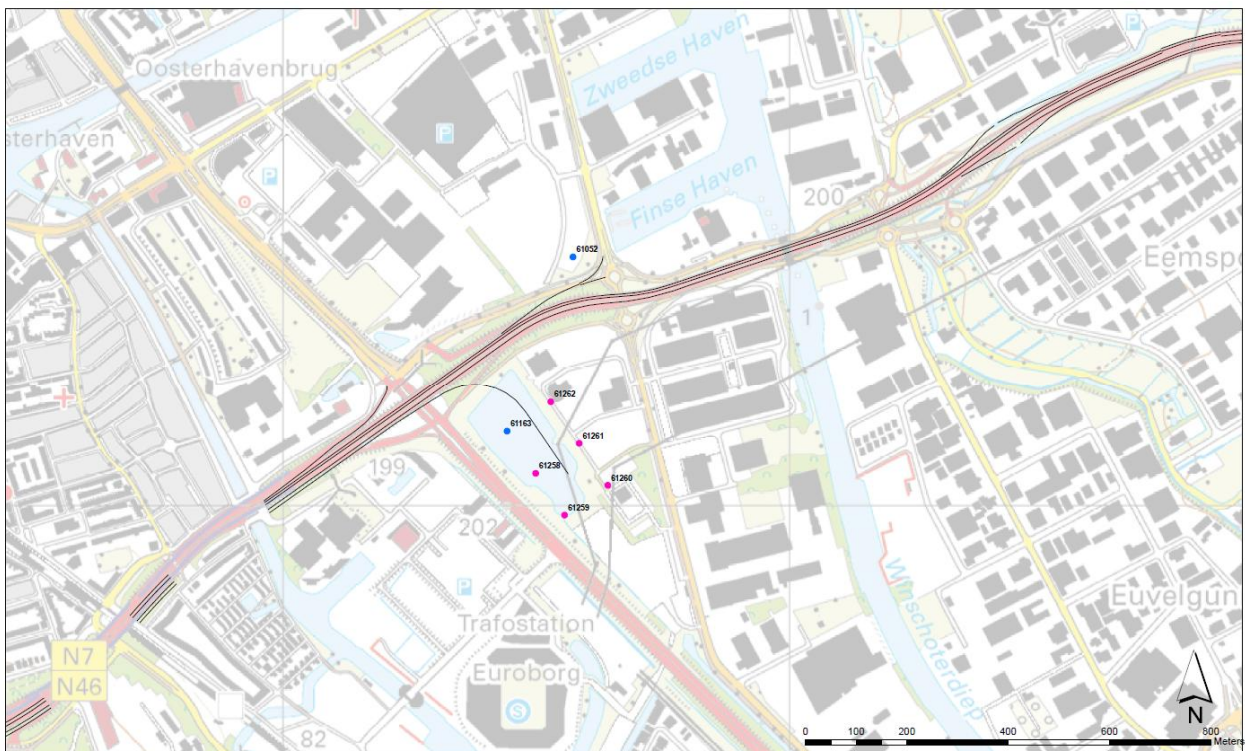 Oosterhavenbrug
sterhaven
Zweedse Haven
Finse Haven
200
Eemspo
61052
1
61262
61163
61261
61258
61260
61259
199
202
Trafostation
Euroborg
S
Winschoterdiep
Euvelgun
N7
N46
82
P
P
P
P
N
0 100 200 400 600 800
Meters